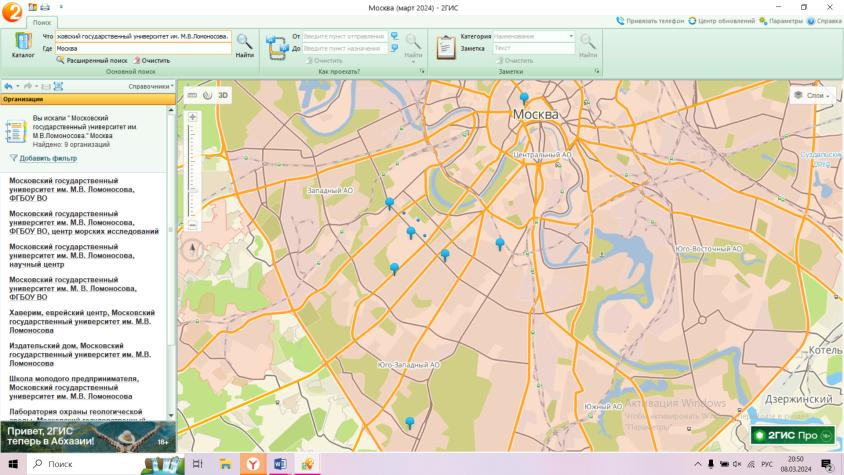 Москва (март 2024) - 2ГИС
Поиск
Привязать телефон Центр обновлений Параметры Справка
Каталог
Что ковский государственный университет им. М.В.Ломоносова.
Где Москва
Расширенный поиск Очистить
Найти
Основной поиск
От Введите пункт отправления
До Введите пункт назначения
Очистить
Найти
Как проехать?
Категория Наименование
Заметка Текст
Очистить
Найти
Заметки
Справочники
Организации
Вы искали " Московский
государственный университет им.
М.В.Ломоносова." Москва
Найдено: 9 организаций
Добавить фильтр
Московский государственный
университет им. М.В. Ломоносова,
ФГБОУ ВО
Московский государственный
университет им. М.В. Ломоносова,
ФГБОУ ВО, центр морских исследований
Московский государственный
университет им. М.В. Ломоносова,
научный центр
Московский государственный
университет им. М. В. Ломоносова,
ФГБОУ ВО
Хаверим, еврейский центр, Московский
государственный университет им. М.В.
Ломоносова
Издательский дом, Московский
государственный университет им. М.В.
Ломоносова
Школа молодого предпринимателя,
Московский государственный
университет им. М.В. Ломоносова
Лаборатория охраны геологической
Привет, 2ГИС
теперь в Абхазии!
16+
3D
Слои
Москва
Центральный АО
Западный АО
Юго-Восточный АО
Юго-Западный АО
Южный АО
Котель
Дзержинский
Активация Windows
"Параметры"
2ГИС Про
18+
Поиск
РУС
20:50
08.03.2024
2